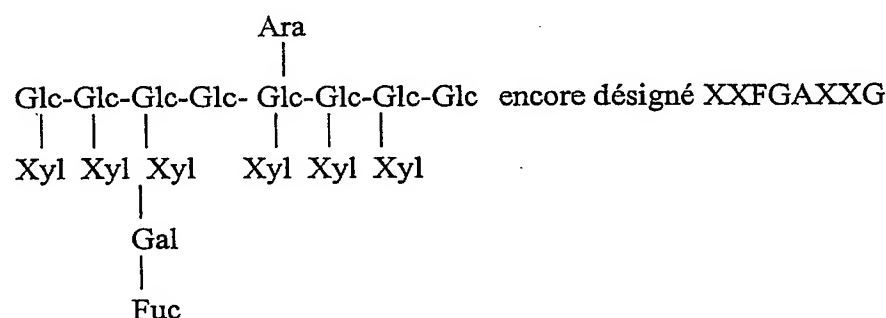 Ara
Glc-Glc-Glc-Glc- Glc-Glc-Glc-Glc encore désigné XXFGAXXG
Xyl Xyl Xyl Xyl Xyl Xyl
Gal
Fuc